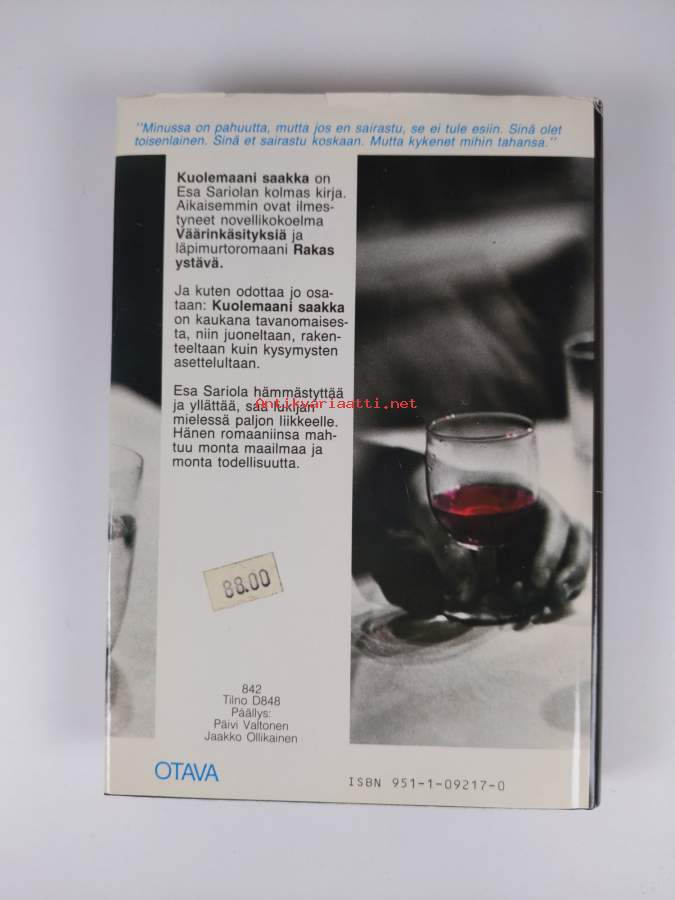 "Minussa on pahuutta, mutta jos en sairastu, se ei tule esiin. Sinä olet
toisenlainen. Sinä et sairastu koskaan. Mutta kykenet mihin tahansa."
Kuolemaani saakka on
Esa Sariolan kolmas kirja.
Aikaisemmin ovat ilmes-
tyneet novellikokoelma
Väärinkäsityksiä ja
läpimurtoromaani Rakas
ystävä.
Ja kuten odottaa jo osa-
taan: Kuolemaani saakka
on kaukana tavanomaises-
ta, niin juoneltaan, raken-
teeltaan kuin kysymysten
asettelultaan.
Esa Sariola hämmästyttää
ja yllättää, saa lukijan
mielessä paljon liikkeelle.
Hänen romaaniinsa mah-
tuu monta maailmaa ja
monta todellisuutta.
Antikvariaatti.net
88.00
842
Tilno D848
Päällys:
Päivi Valtonen
Jaakko Ollikainen
OTAVA
ISBN 951-1-09217-0